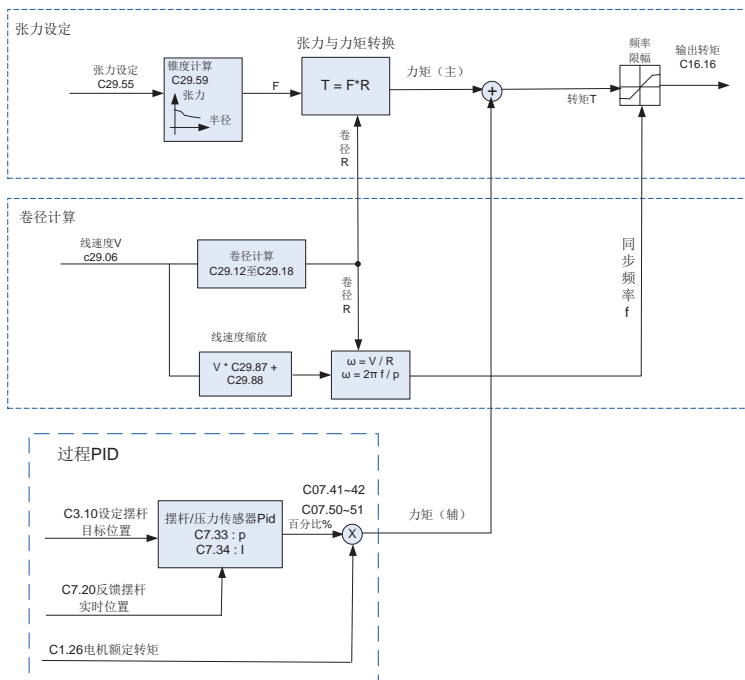 张力设定
张力设定
C29.55
锥度计算
C29.59
张力
半径
F
张力与力矩转换
T = F*R
力矩（主）
+
转矩T
频率
限幅
输出转矩
C16.16
卷
径
R
卷径计算
线速度V
c29.06
卷径计算
C29.12至C29.18
卷
径
R
同
步
频
率
f
线速度缩放
V * C29.87 +
C29.88
ω = V / R
ω = 2π f / p
过程PID
C3.10设定摆杆
目标位置
摆杆/压力传感器Pid
C7.33 : p
C7.34 : I
C07.41~42
C07.50~51
百分比%
X
力矩（辅）
C7.20反馈摆杆
实时位置
C1.26电机额定转矩